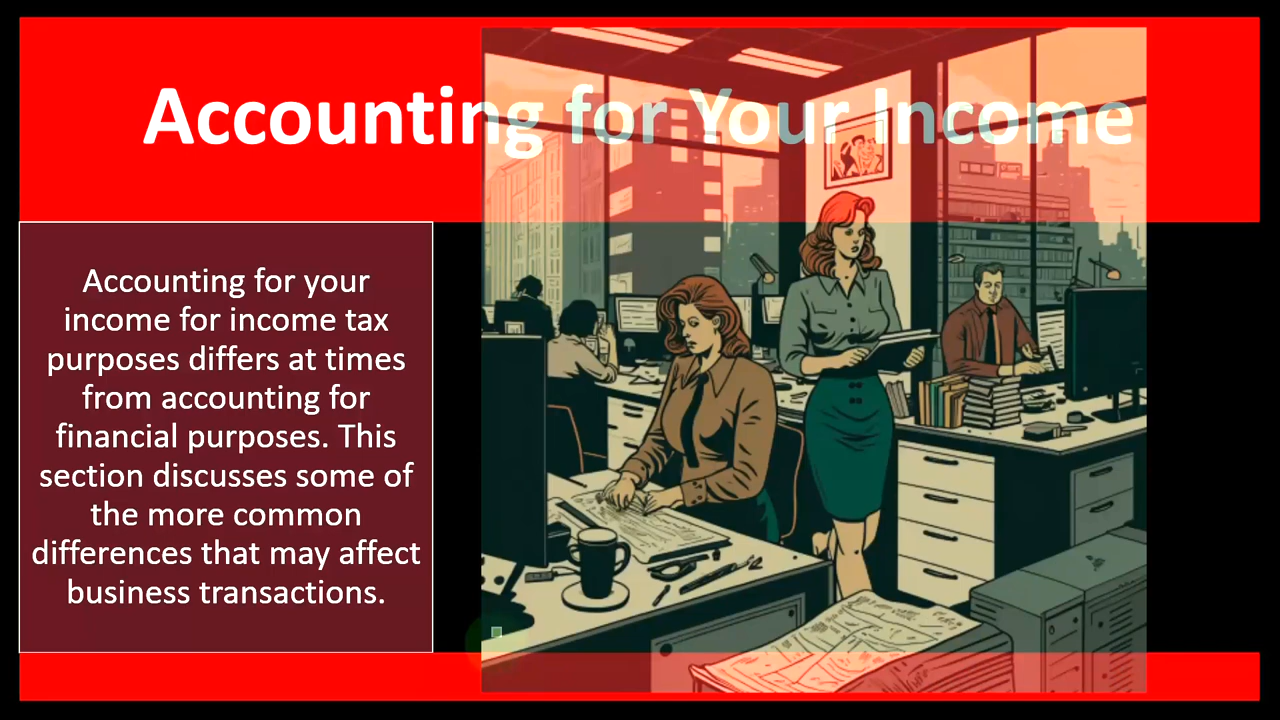 Accounting for Your Income
Accounting for your
income for income tax
purposes differs at times
from accounting for
financial purposes. This
section discusses some of
the more common
differences that may affect
business transactions.